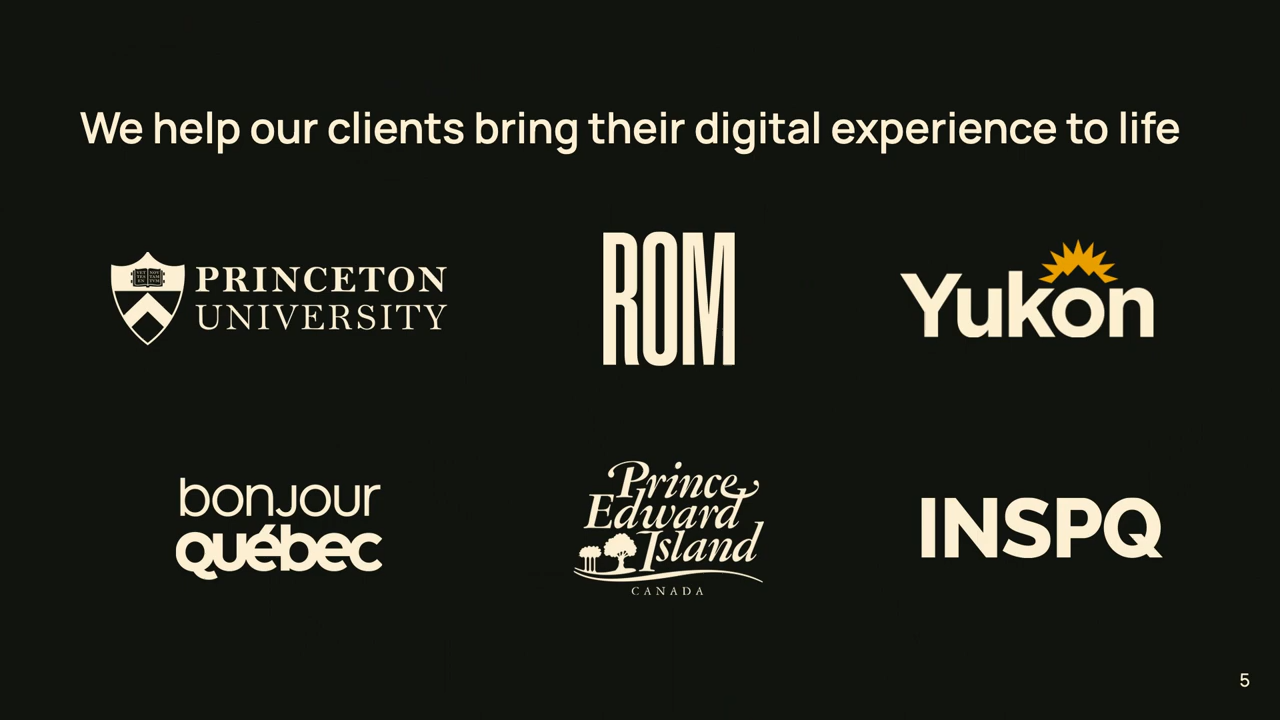 We help our clients bring their digital experience to life
PRINCETON
UNIVERSITY
ROM
Yukon
bonjour
québec
Prince
Edward
Island
CANADA
INSPQ
5